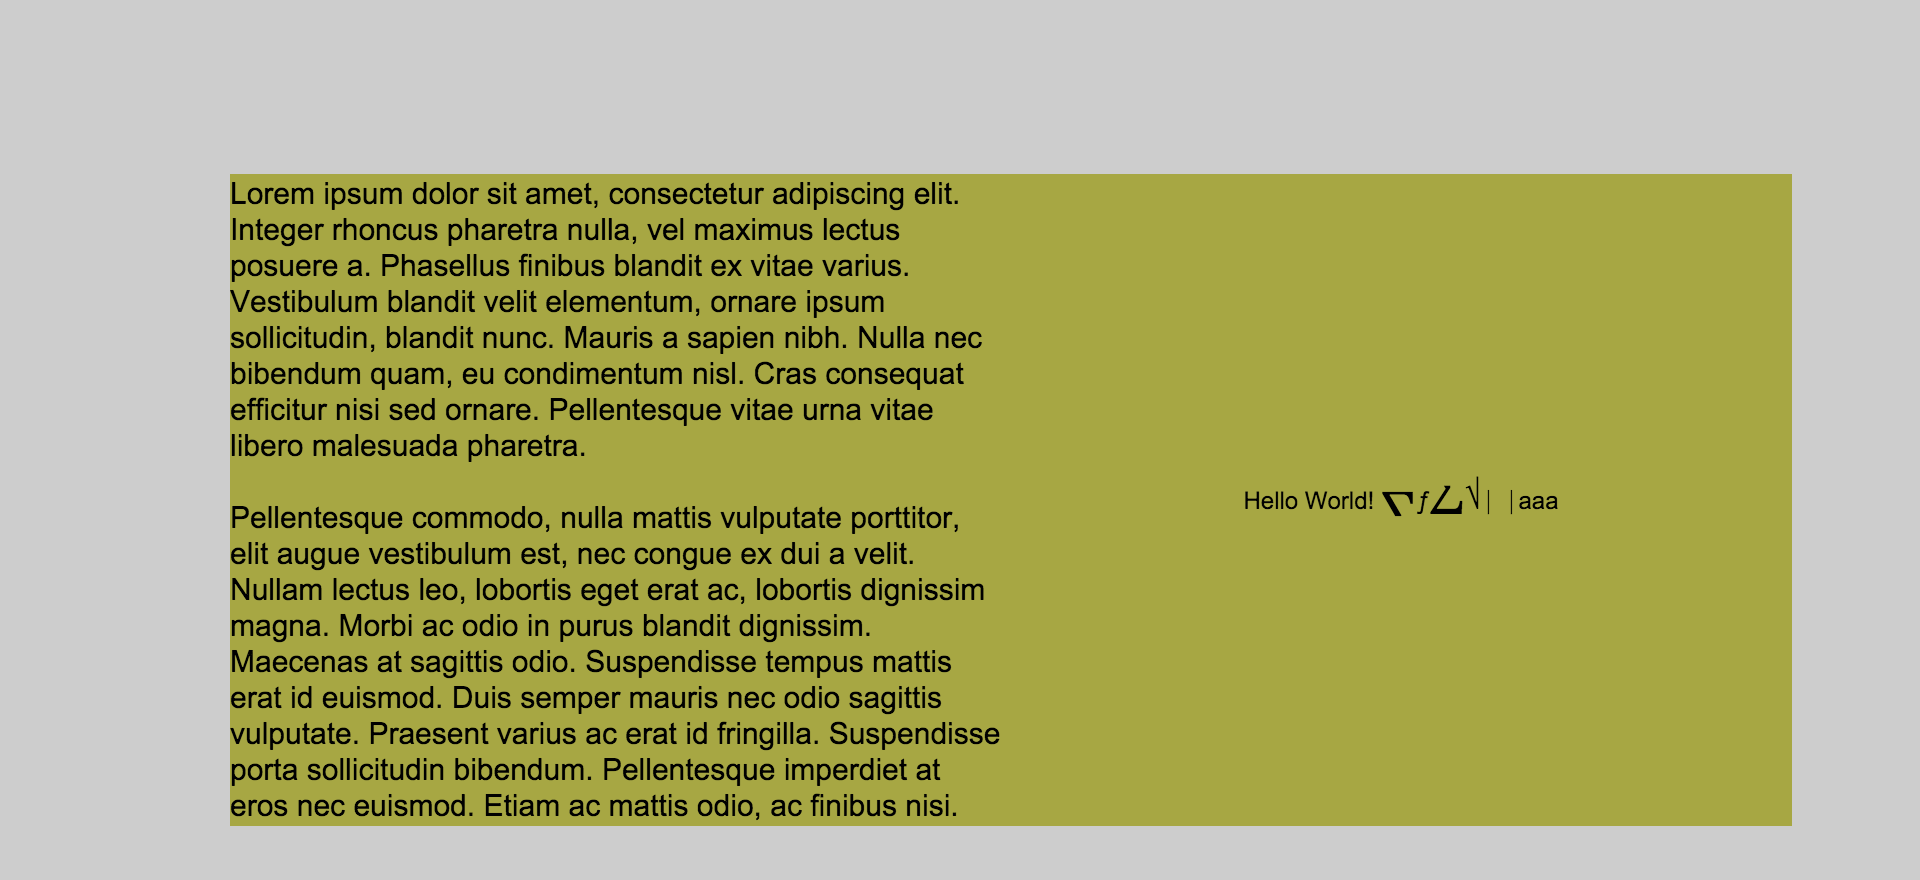 Lorem ipsum dolor sit amet, consectetur adipiscing elit.
Integer rhoncus pharetra nulla, vel maximus lectus
posuere a. Phasellus finibus blandit ex vitae varius.
Vestibulum blandit velit elementum, ornare ipsum
sollicitudin, blandit nunc. Mauris a sapien nibh. Nulla nec
bibendum quam, eu condimentum nisl. Cras consequat
efficitur nisi sed ornare. Pellentesque vitae urna vitae
libero malesuada pharetra.
Pellentesque commodo, nulla mattis vulputate porttitor,
elit augue vestibulum est, nec congue ex dui a velit.
Nullam lectus leo, lobortis eget erat ac, lobortis dignissim
magna. Morbi ac odio in purus blandit dignissim.
Maecenas at sagittis odio. Suspendisse tempus mattis
erat id euismod. Duis semper mauris nec odio sagittis
vulputate. Praesent varius ac erat id fringilla. Suspendisse
porta sollicitudin bibendum. Pellentesque imperdiet at
eros nec euismod. Etiam ac mattis odio, ac finibus nisi.
Hello World! aaa